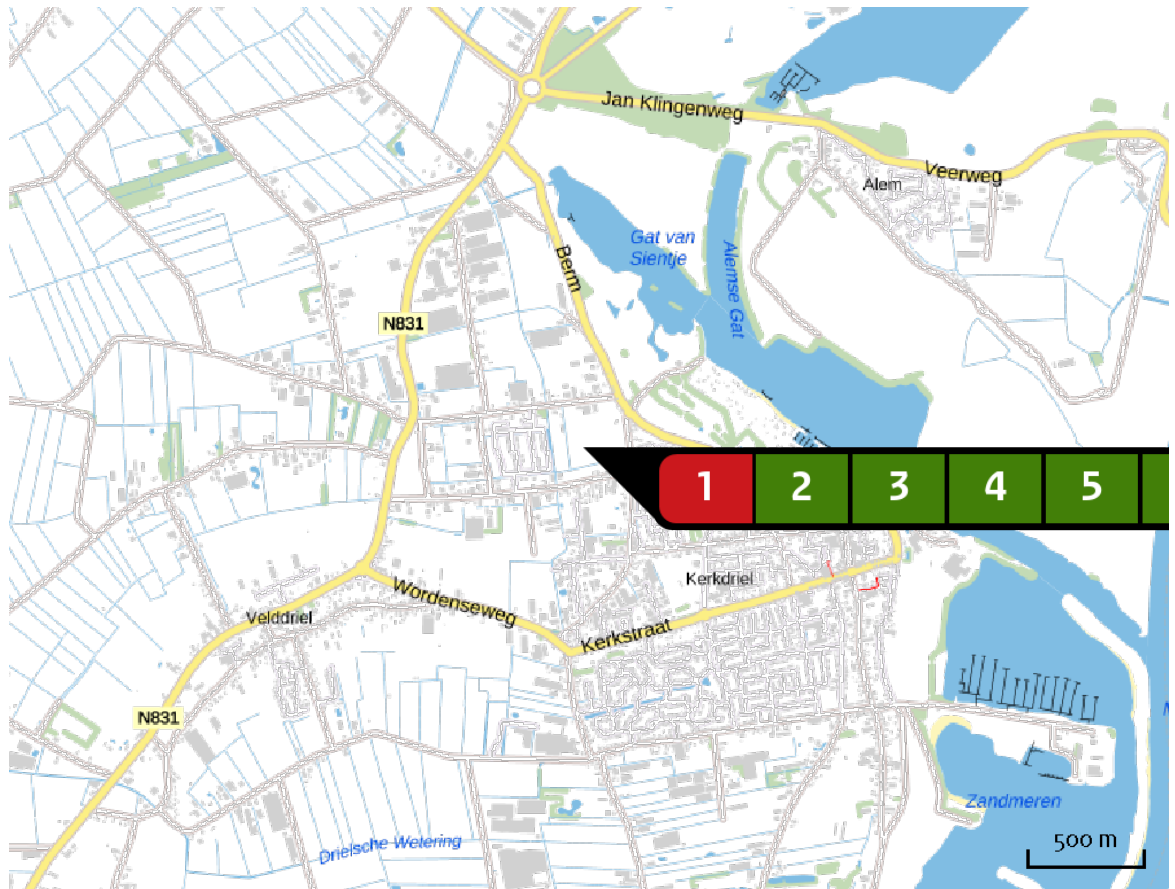 Jan Klingenweg
Veerweg
Alem
Gat van
Sientje
Alemse Gat
Berm
N831
1 2 3 4 5
Kerkdriel
Wordenseweg
Velddriel
Kerkstraat
N831
Zandmeren
Drielsche Wetering
500 m